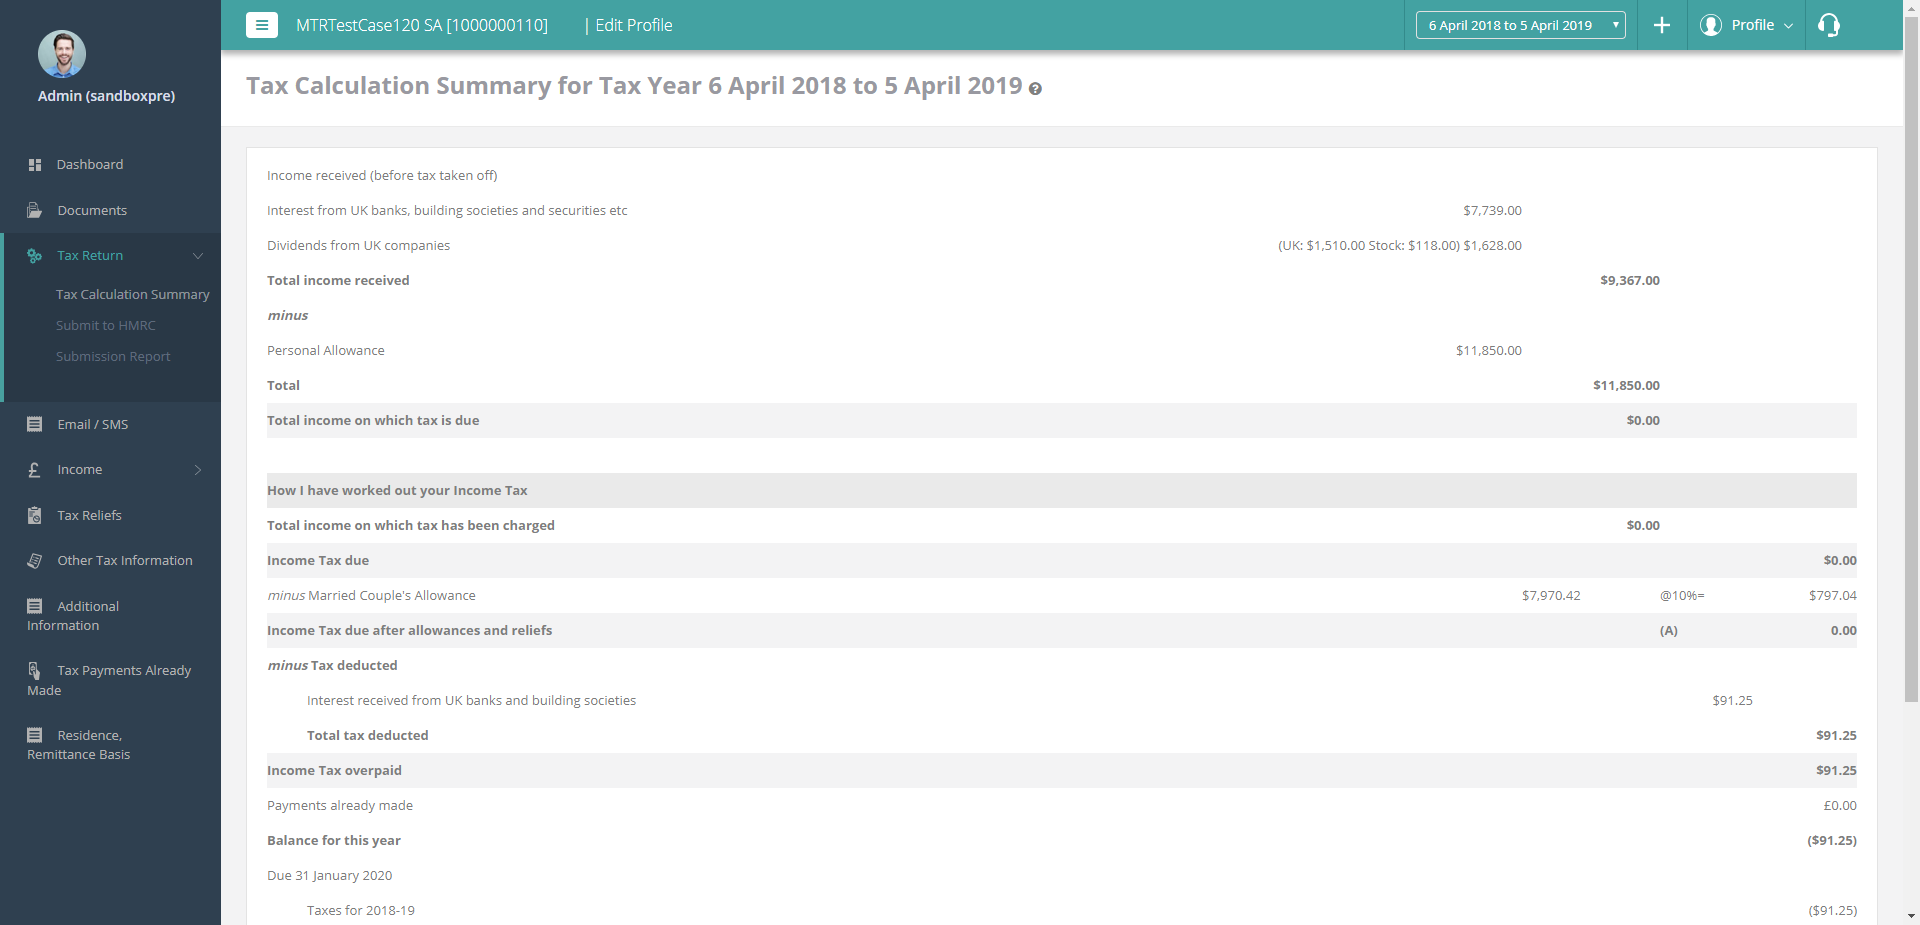 MTRTestCase120 SA [1000000110] | Edit Profile
6 April 2018 to 5 April 2019
Profile
Admin (sandboxpre)
Dashboard
Documents
Tax Return
Tax Calculation Summary
Submit to HMRC
Submission Report
Email / SMS
Income
Tax Reliefs
Other Tax Information
Additional
Information
Tax Payments Already
Made
Residence,
Remittance Basis
Tax Calculation Summary for Tax Year 6 April 2018 to 5 April 2019
Income received (before tax taken off)
Interest from UK banks, building societies and securities etc $7,739.00
Dividends from UK companies (UK: $1,510.00 Stock: $118.00) $1,628.00
Total income received $9,367.00
minus
Personal Allowance $11,850.00
Total $11,850.00
Total income on which tax is due $0.00
How I have worked out your Income Tax
Total income on which tax has been charged $0.00
Income Tax due $0.00
minus Married Couple's Allowance $7,970.42 @10%= $797.04
Income Tax due after allowances and reliefs (A) 0.00
minus Tax deducted
Interest received from UK banks and building societies $91.25
Total tax deducted $91.25
Income Tax overpaid $91.25
Payments already made £0.00
Balance for this year ($91.25)
Due 31 January 2020
Taxes for 2018-19 ($91.25)